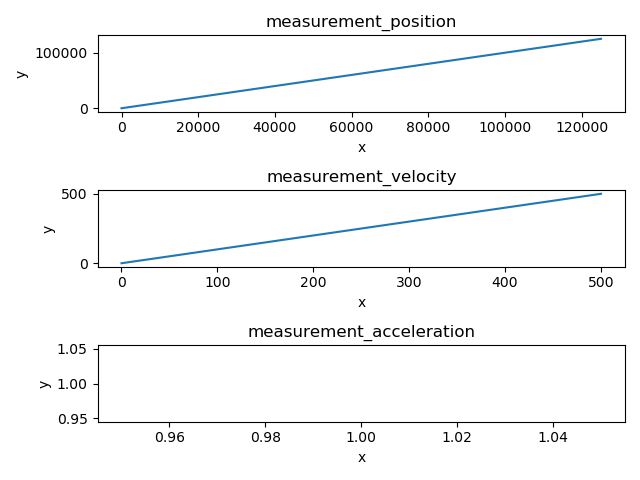 measurement_position
100000
y
0
0 20000 40000 60000 80000 100000 120000
x
measurement_velocity
500
y
0
0 100 200 300 400 500
x
measurement_acceleration
1.05
y
1.00
0.95
0.96 0.98 1.00 1.02 1.04
x